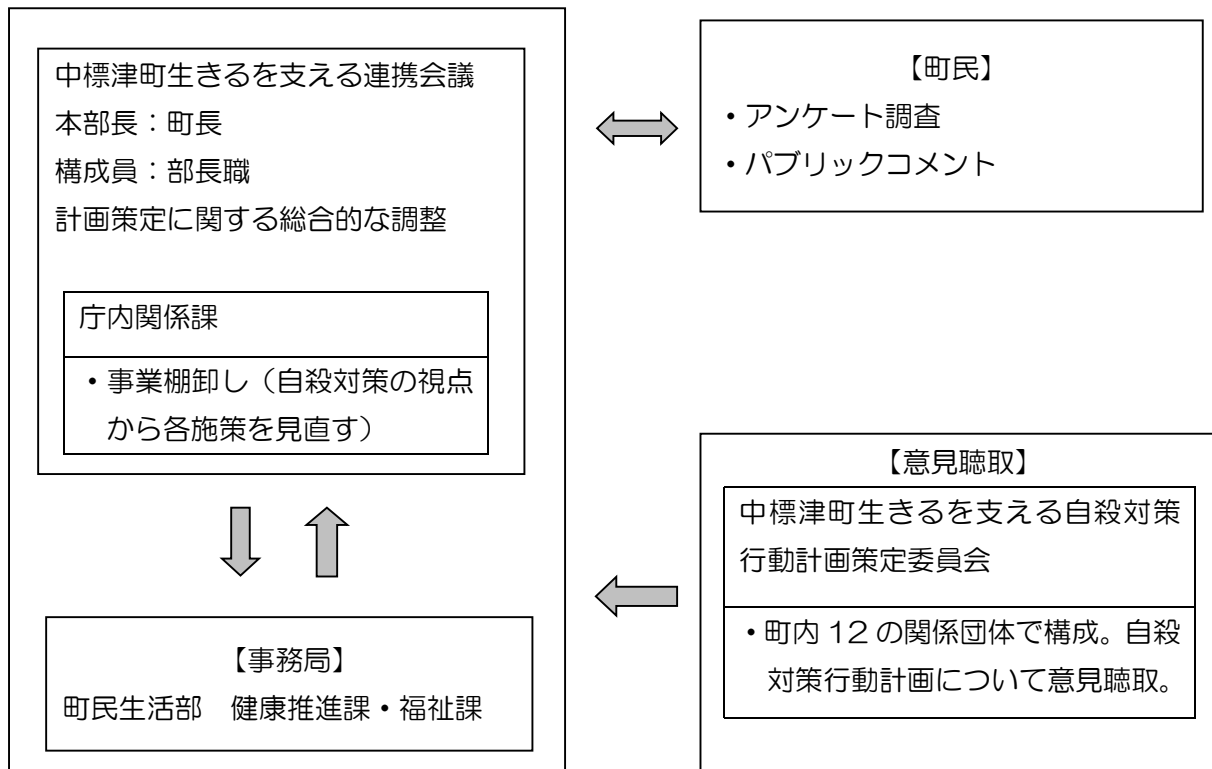 中標津町生きるを支える連携会議
本部長：町長
構成員：部長職
計画策定に関する総合的な調整
庁内関係課
・事業棚卸し（自殺対策の視点
から各施策を見直す）
【事務局】
町民生活部　健康推進課・福祉課
【町民】
・アンケート調査
・パブリックコメント
【意見聴取】
中標津町生きるを支える自殺対策
行動計画策定委員会
・町内 12 の関係団体で構成。自殺
対策行動計画について意見聴取。